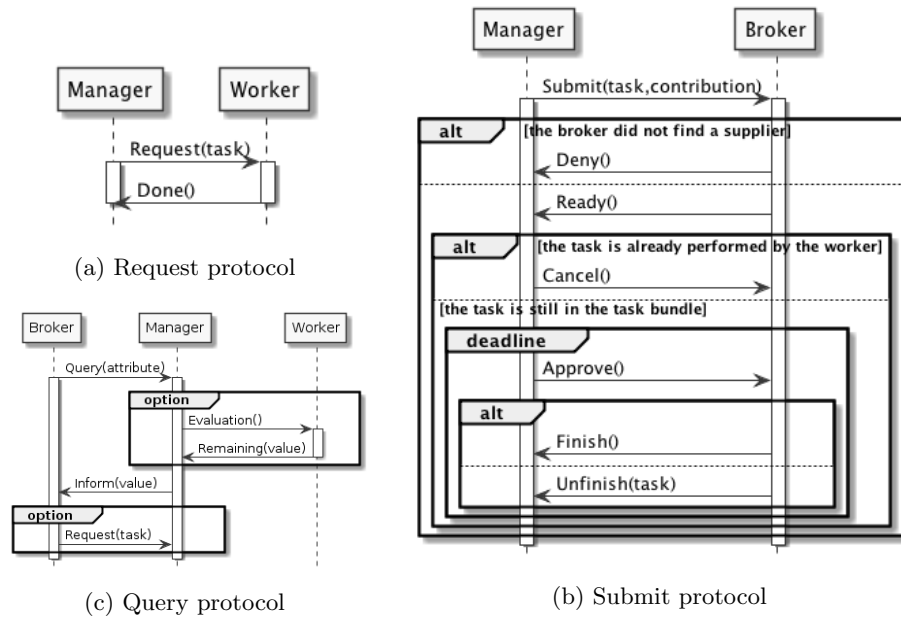 Manager
Worker
Request(task)
Done()
(a) Request protocol
Broker
Manager
Worker
Query(attribute)
option
Evaluation()
Remaining(value)
Inform(value)
option
Request(task)
(c) Query protocol
Manager
Broker
Submit(task,contribution)
alt
[the broker did not find a supplier]
Deny()
Ready()
alt
[the task is already performed by the worker]
Cancel()
[the task is still in the task bundle]
deadline
Approve()
alt
Finish()
Unfinish(task)
(b) Submit protocol